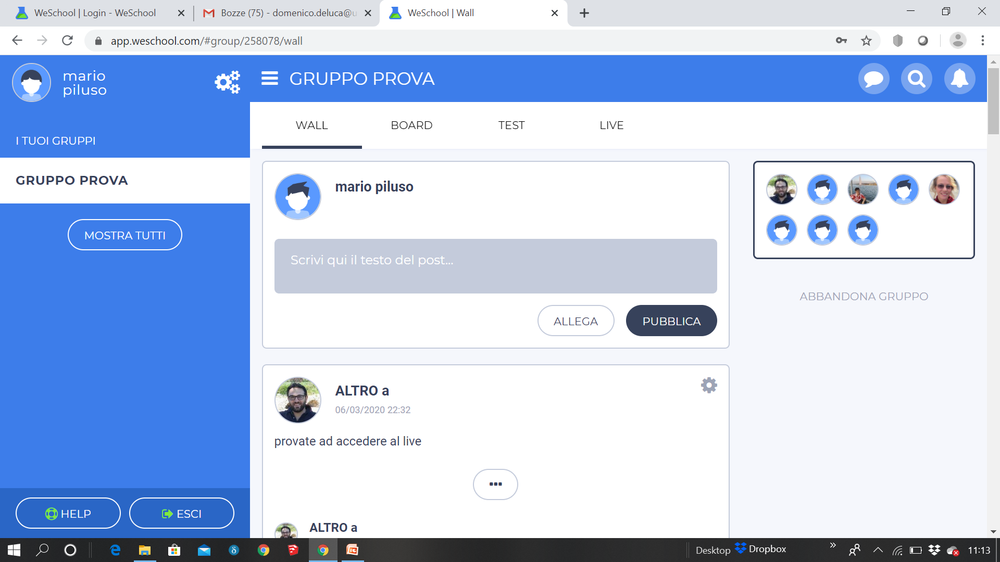 WeSchool | Login - WeSchool
Bozze (75) - domenico.deluca@u
WeSchool | Wall
app.weschool.com/#group/258078/wall
mario
piluso
GRUPPO PROVA
I TUOI GRUPPI
GRUPPO PROVA
MOSTRA TUTTI
HELP
ESCI
WALL
BOARD
TEST
LIVE
mario piluso
Scrivi qui il testo del post...
ALLEGA
PUBBLICA
ABBANDONA GRUPPO
ALTRO a
06/03/2020 22:32
provate ad accedere al live
ALTRO a
Desktop
Dropbox
11:13